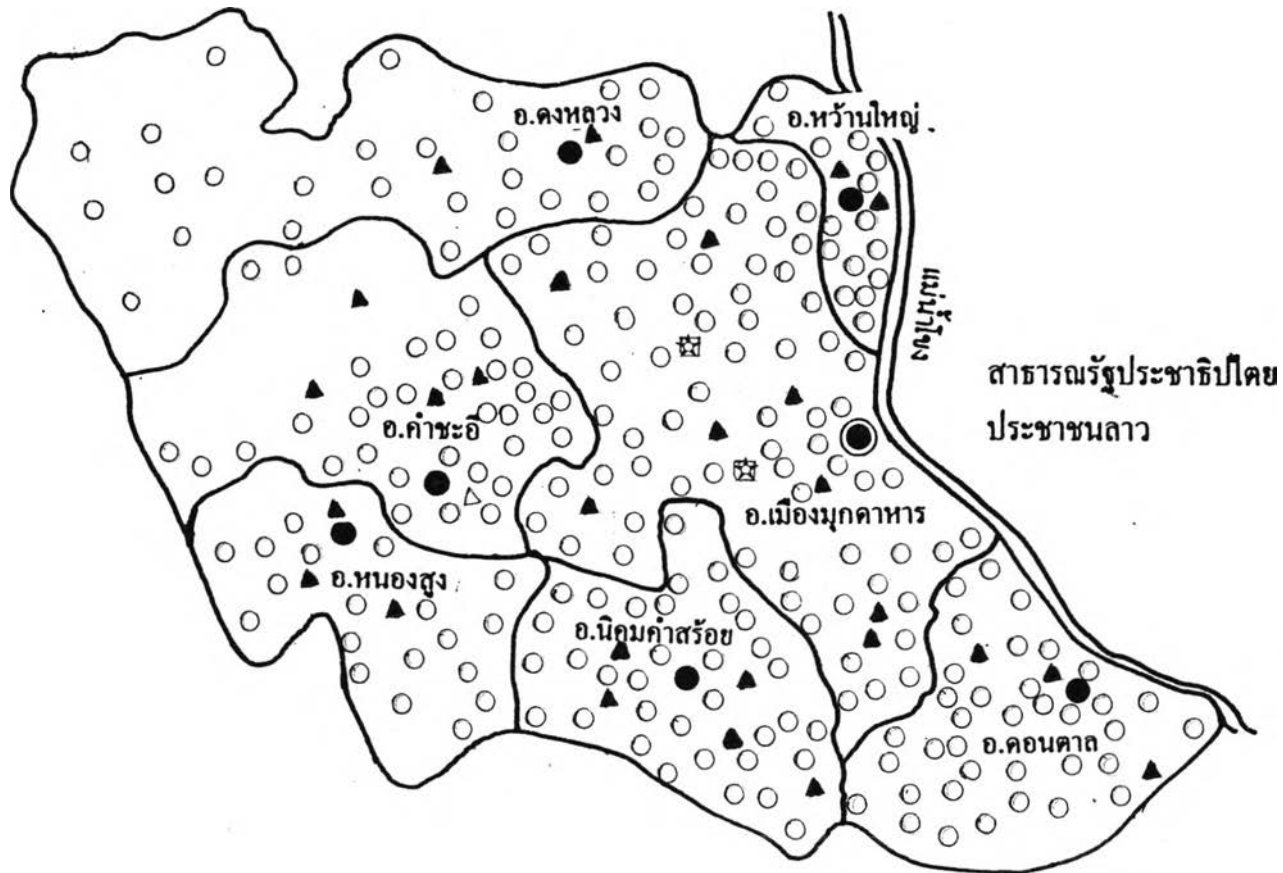 อ.ดงหลวง
อ.หว้านใหญ่
แม่น้ำโขง
สาธารณรัฐประชาธิปไตย
ประชาชนลาว
อ.คำชะอี
อ.เมืองมุกดาหาร
อ.หนองสูง
อ.นิคมคำสร้อย
อ.ดอนตาล